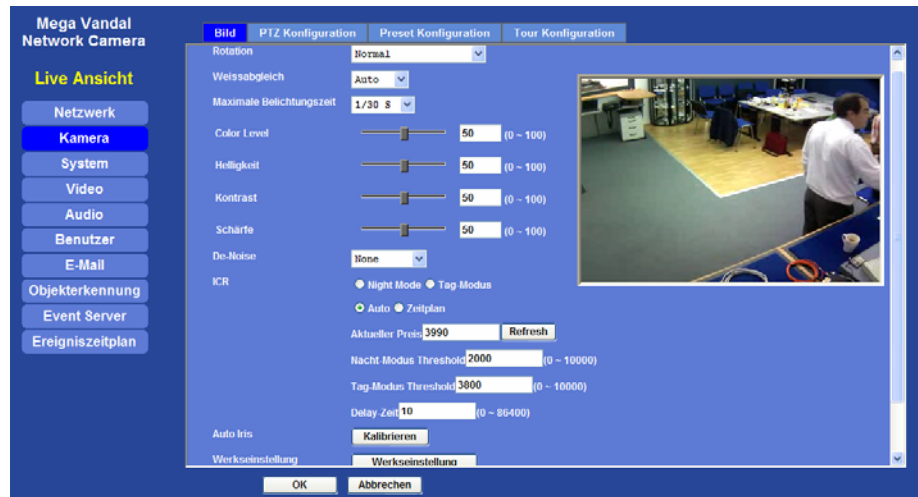 Mega Vandal
Network Camera
Live Ansicht
Netzwerk
Kamera
System
Video
Audio
Benutzer
E-Mail
Objekterkennung
Event Server
Ereigniszeitplan
Bild PTZ Konfiguration Preset Konfiguration Tour Konfiguration
Rotation Normal
Weissabgleich Auto
Maximale Belichtungszeit 1/30 S
Color Level 50 (0 ~ 100)
Helligkeit 50 (0 ~ 100)
Kontrast 50 (0 ~ 100)
Schärfe 50 (0 ~ 100)
De-Noise None
ICR Night Mode Tag-Modus
Auto Zeitplan
Aktueller Preis 3990 Refresh
Nacht-Modus Threshold 2000 (0 ~ 10000)
Tag-Modus Threshold 3800 (0 ~ 10000)
Delay-Zeit 10 (0 ~ 86400)
Auto Iris Kalibrieren
Werkseinstellung Werkseinstellung
OK Abbrechen